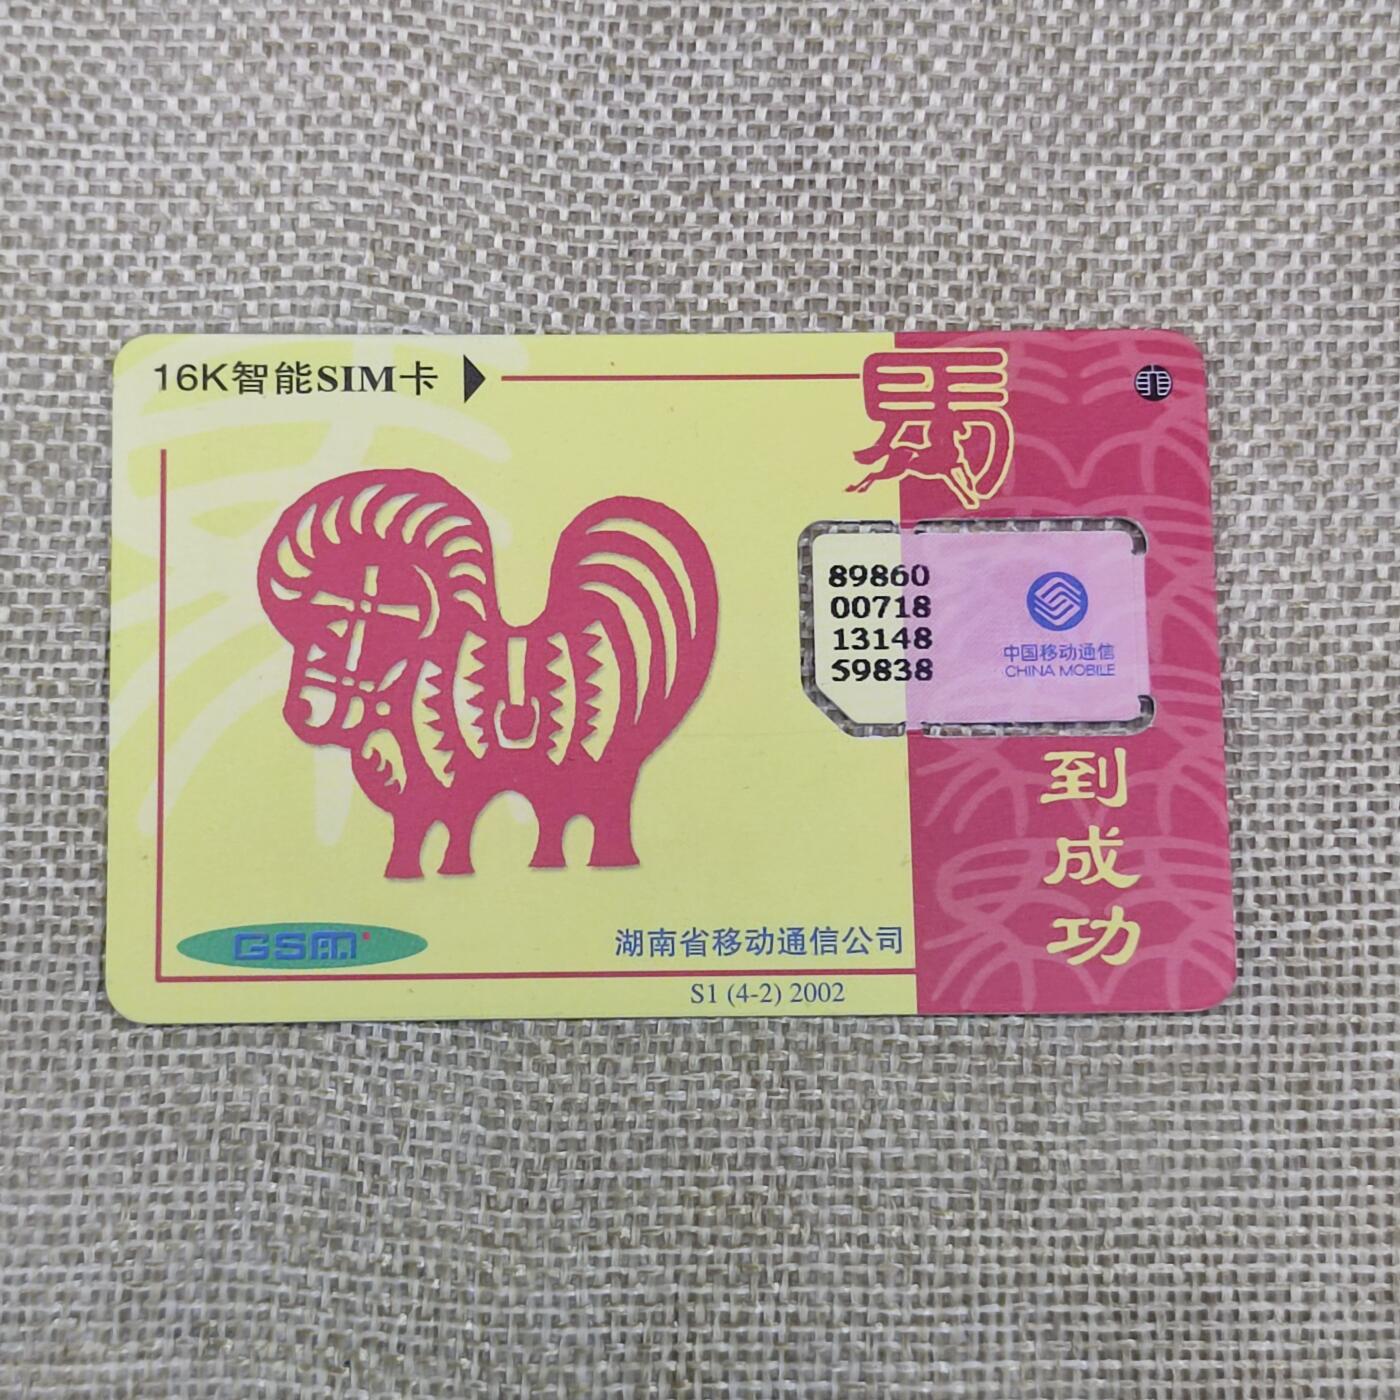 16K智能SIM卡
馬
89860
00718
13148
59838
中国移动通信
CHINA MOBILE
到
成
功
GSM
湖南省移动通信公司
S1 (4-2) 2002